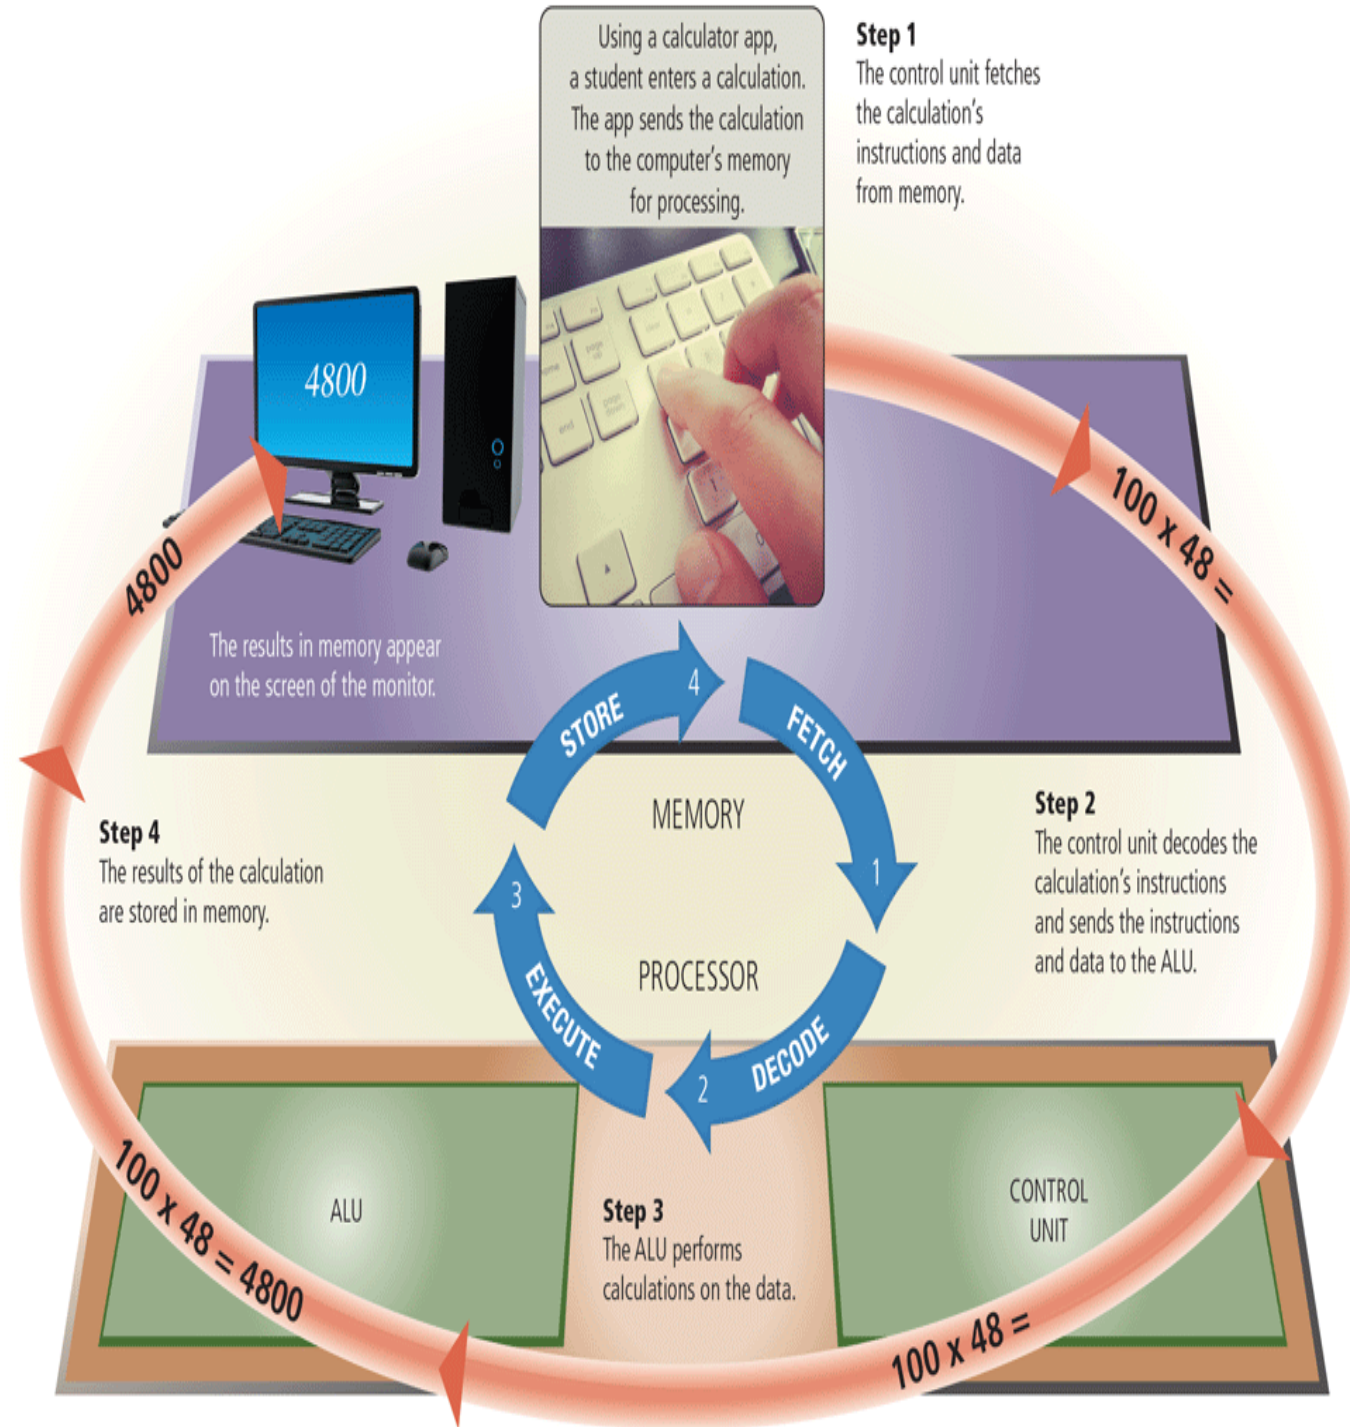 Using a calculator app,
a student enters a calculation.
The app sends the calculation
to the computer's memory
for processing.
Step 1
The control unit fetches
the calculation's
instructions and data
from memory.
4800
100 x 48 =
4800
The results in memory appear
on the screen of the monitor.
STORE
4
FETCH
1
MEMORY
Step 2
The control unit decodes the
calculation's instructions
and sends the instructions
and data to the ALU.
Step 4
The results of the calculation
are stored in memory.
3
EXECUTE
PROCESSOR
DECODE
2
ALU
CONTROL
UNIT
Step 3
The ALU performs
calculations on the data.
100 x 48 = 4800
100 x 48 =
page
up
page
down
end